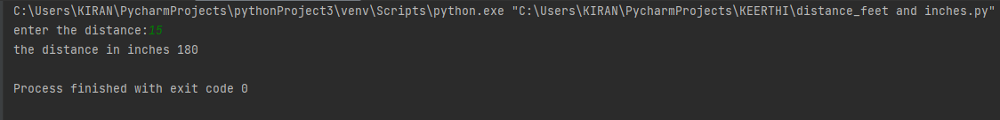 C:\Users\KIRAN\PycharmProjects\pythonProject3\venv\Scripts\python.exe "C:\Users\KIRAN\PycharmProjects\KEERTHI\distance_feet and inches.py"
enter the distance:15
the distance in inches 180
Process finished with exit code 0